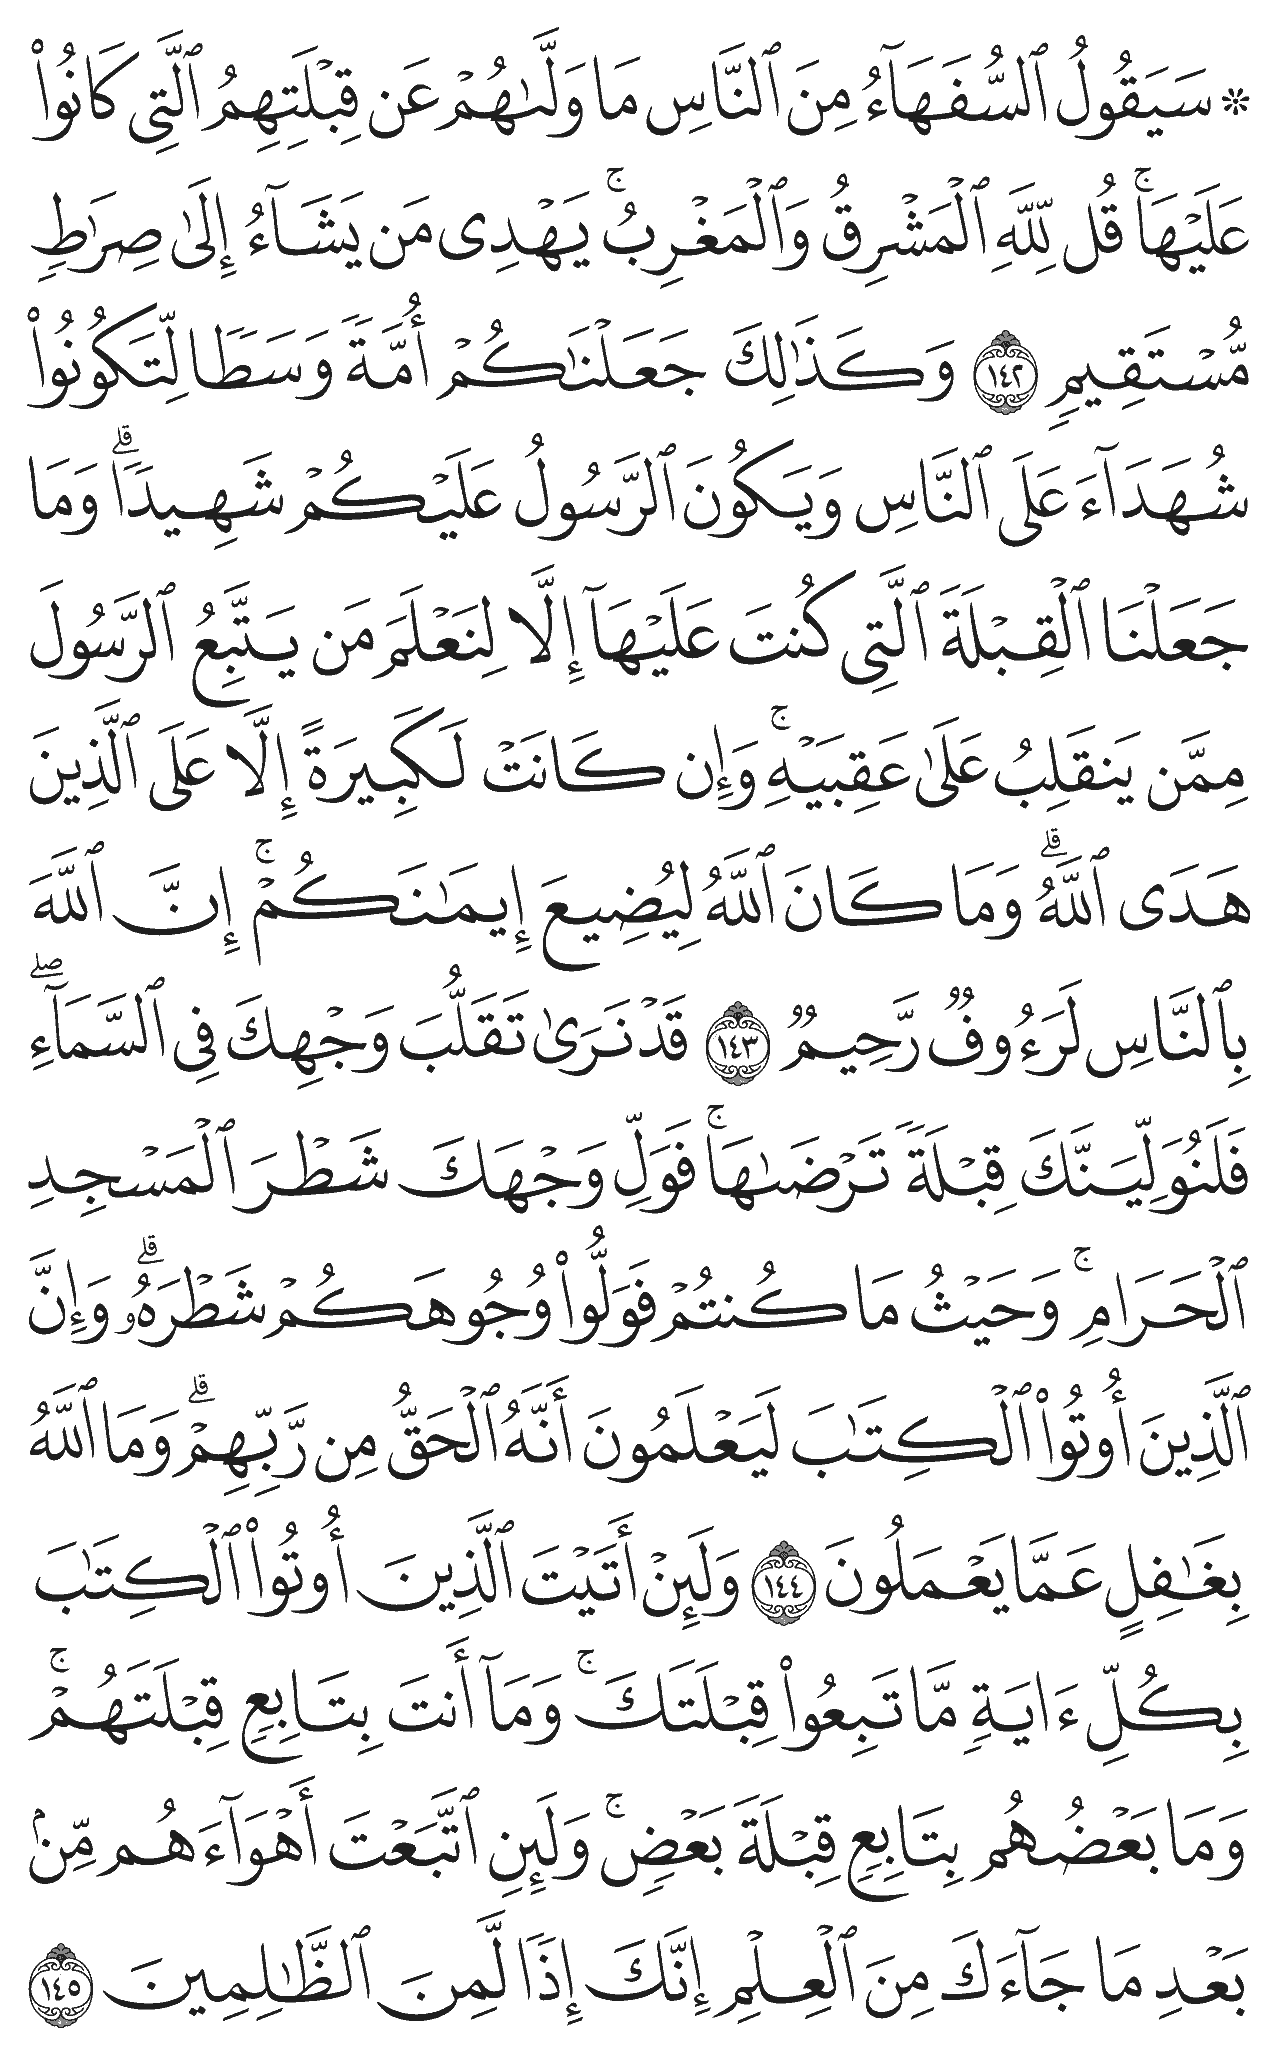 ۞ سَيَقُولُ ٱلسُّفَهَآءُ مِنَ ٱلنَّاسِ مَا وَلَّىٰهُمْ عَن قِبْلَتِهِمُ ٱلَّتِى كَانُوا۟
عَلَيْهَا ۚ قُل لِّلَّهِ ٱلْمَشْرِقُ وَٱلْمَغْرِبُ ۚ يَهْدِى مَن يَشَآءُ إِلَىٰ صِرَٰطٍ
مُّسْتَقِيمٍ ١٤٢ وَكَذَٰلِكَ جَعَلْنَٰكُمْ أُمَّةً وَسَطًا لِّتَكُونُوا۟
شُهَدَآءَ عَلَى ٱلنَّاسِ وَيَكُونَ ٱلرَّسُولُ عَلَيْكُمْ شَهِيدًا ۗ وَمَا
جَعَلْنَا ٱلْقِبْلَةَ ٱلَّتِى كُنتَ عَلَيْهَآ إِلَّا لِنَعْلَمَ مَن يَتَّبِعُ ٱلرَّسُولَ
مِمَّن يَنقَلِبُ عَلَىٰ عَقِبَيْهِ ۚ وَإِن كَانَتْ لَكَبِيرَةً إِلَّا عَلَى ٱلَّذِينَ
هَدَى ٱللَّهُ ۗ وَمَا كَانَ ٱللَّهُ لِيُضِيعَ إِيمَٰنَكُمْ ۚ إِنَّ ٱللَّهَ
بِٱلنَّاسِ لَرَءُوفٌ رَّحِيمٌ ١٤٣ قَدْ نَرَىٰ تَقَلُّبَ وَجْهِكَ فِى ٱلسَّمَآءِ ۖ
فَلَنُوَلِّيَنَّكَ قِبْلَةً تَرْضَىٰهَا ۚ فَوَلِّ وَجْهَكَ شَطْرَ ٱلْمَسْجِدِ
ٱلْحَرَامِ ۚ وَحَيْثُ مَا كُنتُمْ فَوَلُّوا۟ وُجُوهَكُمْ شَطْرَهُۥ ۗ وَإِنَّ
ٱلَّذِينَ أُوتُوا۟ ٱلْكِتَٰبَ لَيَعْلَمُونَ أَنَّهُ ٱلْحَقُّ مِن رَّبِّهِمْ ۗ وَمَا ٱللَّهُ
بِغَٰفِلٍ عَمَّا يَعْمَلُونَ ١٤٤ وَلَئِنْ أَتَيْتَ ٱلَّذِينَ أُوتُوا۟ ٱلْكِتَٰبَ
بِكُلِّ ءَايَةٍ مَّا تَبِعُوا۟ قِبْلَتَكَ ۚ وَمَآ أَنتَ بِتَابِعٍ قِبْلَتَهُمْ ۚ
وَمَا بَعْضُهُم بِتَابِعٍ قِبْلَةَ بَعْضٍ ۚ وَلَئِنِ ٱتَّبَعْتَ أَهْوَآءَهُم مِّنۢ
بَعْدِ مَا جَآءَكَ مِنَ ٱلْعِلْمِ إِنَّكَ إِذًا لَّمِنَ ٱلظَّٰلِمِينَ ١٤٥